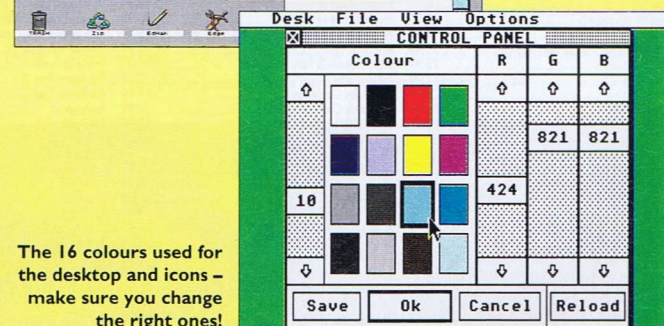 TRASH Zip EdHak Edge
Desk File View Options
CONTROL PANEL
Colour R G B
821 821
424
10
The 16 colours used for
the desktop and icons –
make sure you change
the right ones!
Save Ok Cancel Reload